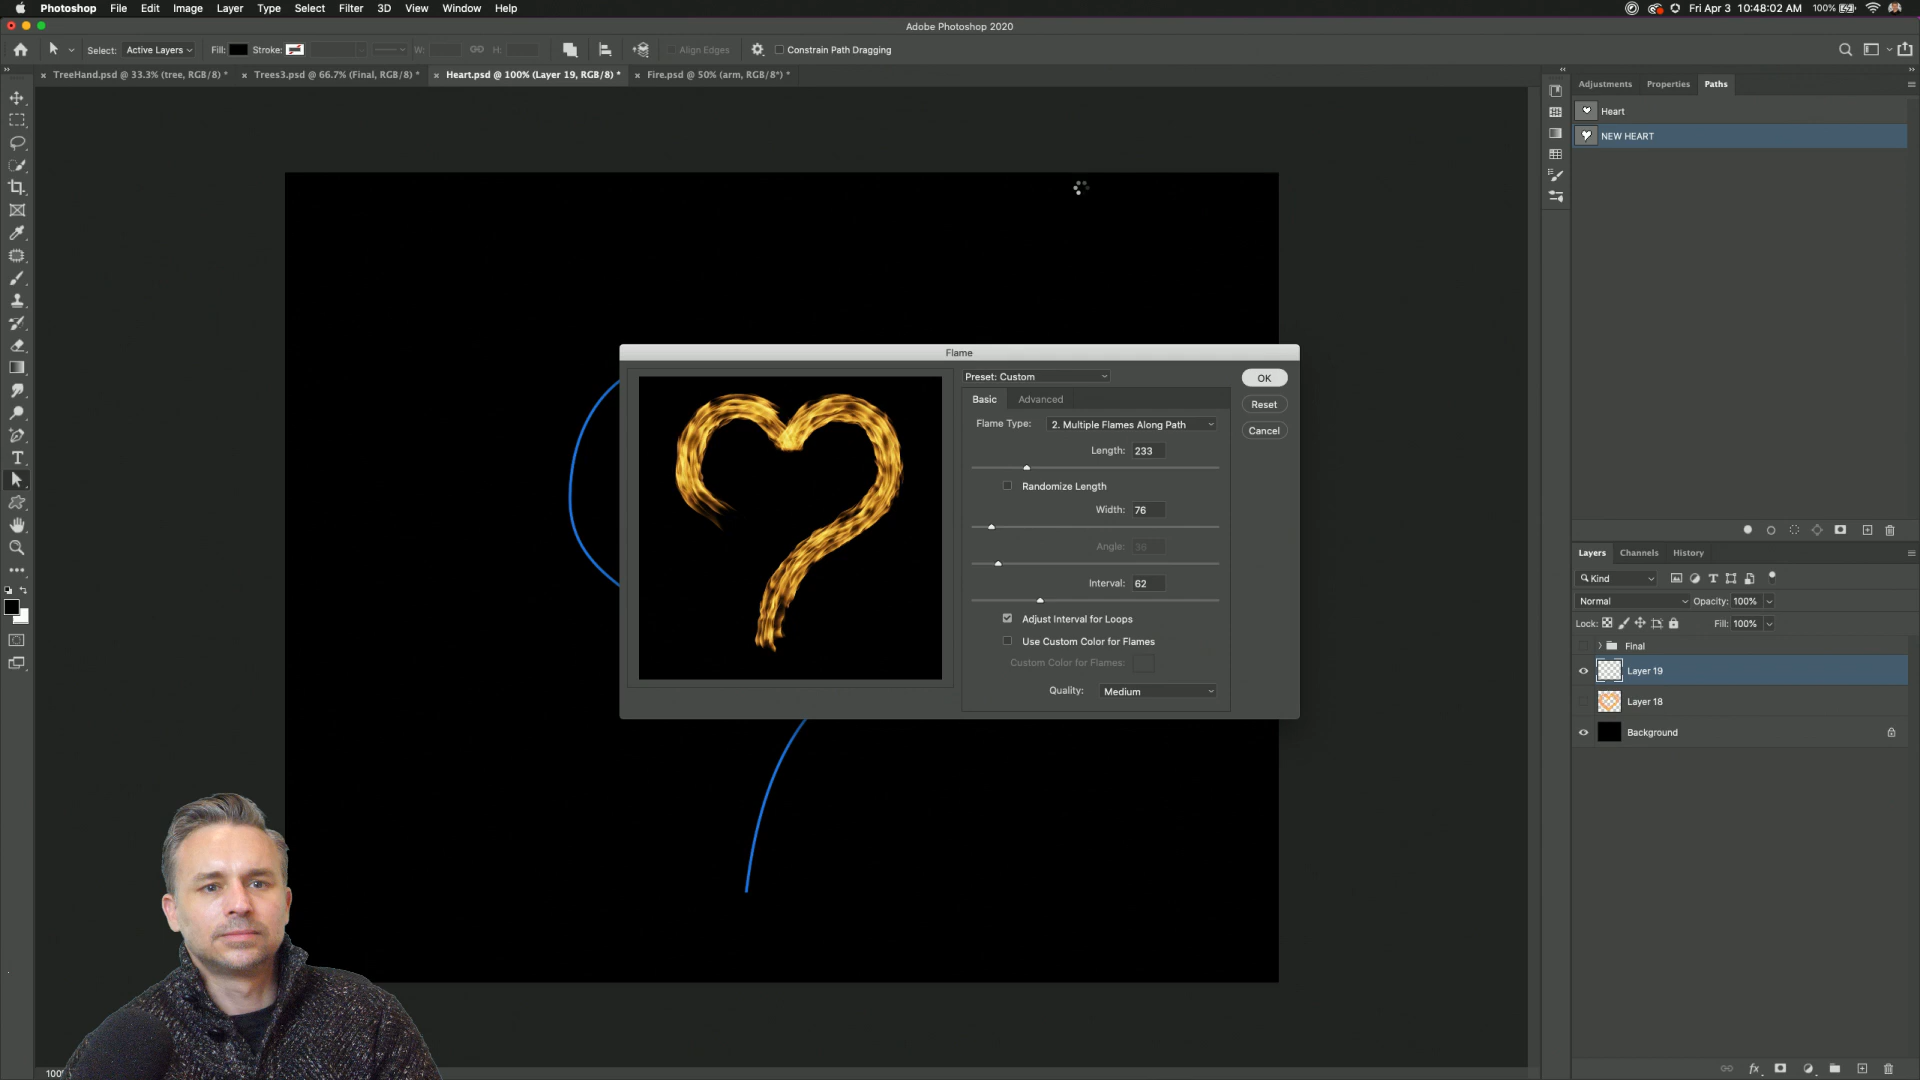 Photoshop File Edit Image Layer Type Select Filter 3D View Window Help
Fri Apr 3 10:48:02 AM 100%
Adobe Photoshop 2020
Select: Active Layers Fill: Stroke: W: H: Align Edges Constrain Path Dragging
TreeHand.psd @ 33.3% (tree, RGB/8) *
Trees3.psd @ 66.7% (Final, RGB/8) *
Heart.psd @ 100% (Layer 19, RGB/8) *
Fire.psd @ 50% (arm, RGB/8*) *
Adjustments Properties Paths
Heart
NEW HEART
Flame
Preset: Custom
OK
Basic Advanced
Reset
Flame Type: 2. Multiple Flames Along Path
Cancel
Length: 233
Randomize Length
Width: 76
Angle: 36
Interval: 62
Adjust Interval for Loops
Use Custom Color for Flames
Custom Color for Flames:
Quality: Medium
Layers Channels History
Kind
Normal Opacity: 100%
Lock: Fill: 100%
Final
Layer 19
Layer 18
Background